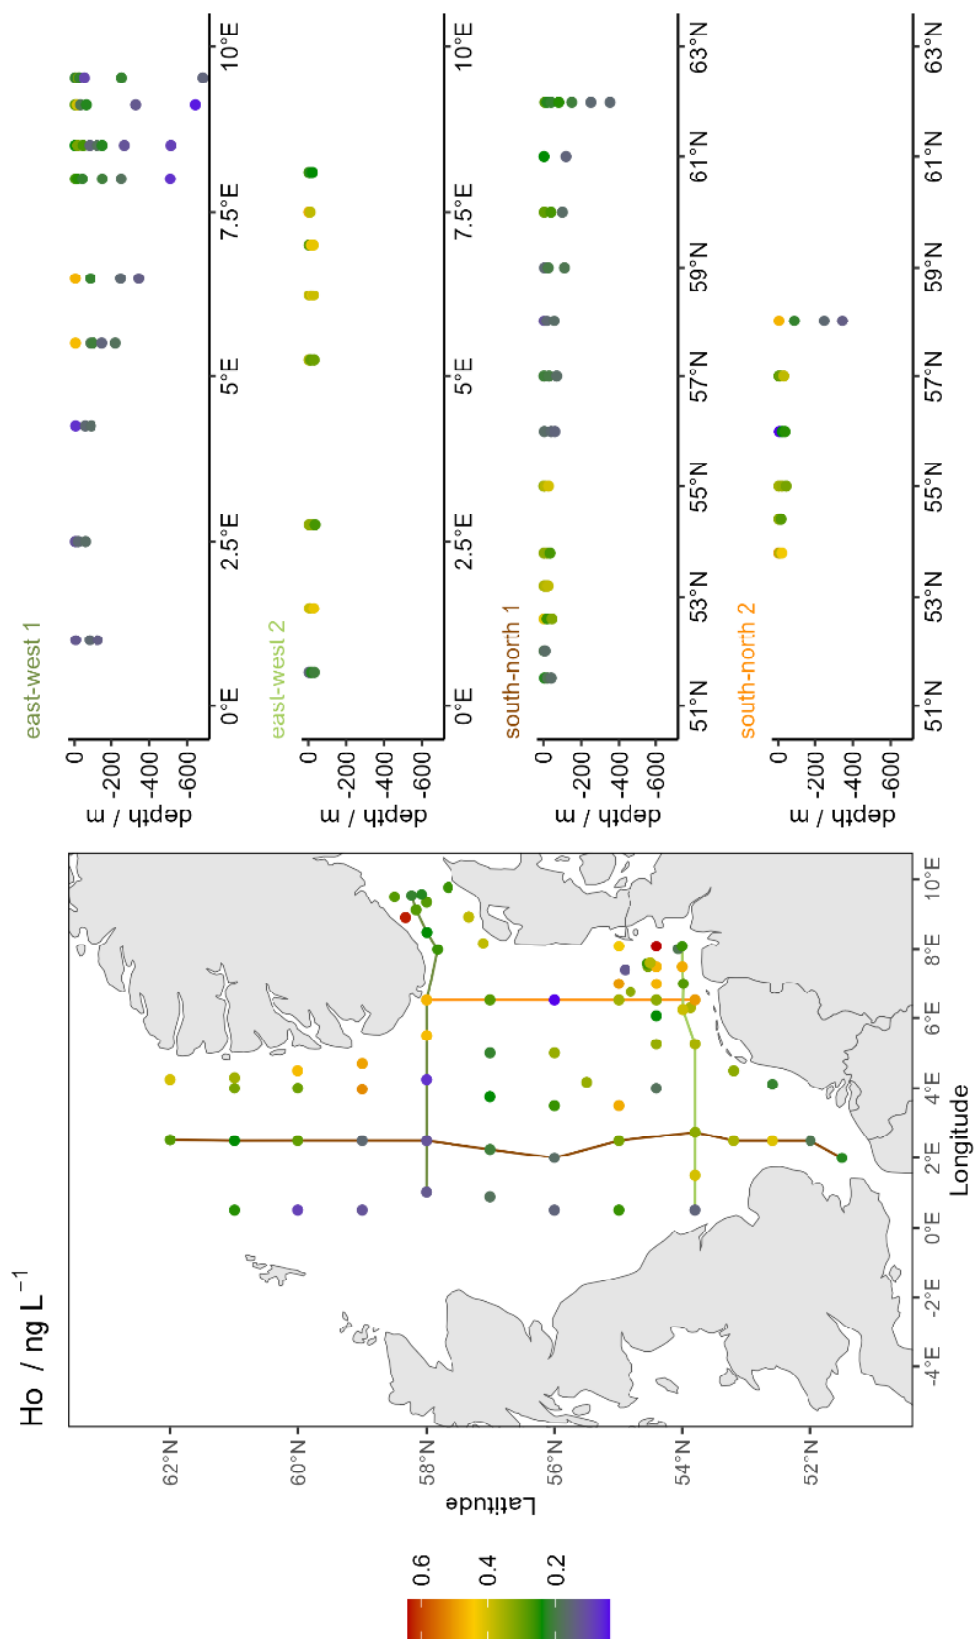 Ho / ng L⁻¹
0.6
0.4
0.2
Latitude
62°N
60°N
58°N
56°N
54°N
52°N
-4°E
-2°E
0°E
2°E
4°E
6°E
8°E
10°E
Longitude
east-west 1
depth / m
0
-200
-400
-600
0°E
2.5°E
5°E
7.5°E
10°E
east-west 2
depth / m
0
-200
-400
-600
0°E
2.5°E
5°E
7.5°E
10°E
south-north 1
depth / m
0
-200
-400
-600
51°N
53°N
55°N
57°N
59°N
61°N
63°N
south-north 2
depth / m
0
-200
-400
-600
51°N
53°N
55°N
57°N
59°N
61°N
63°N